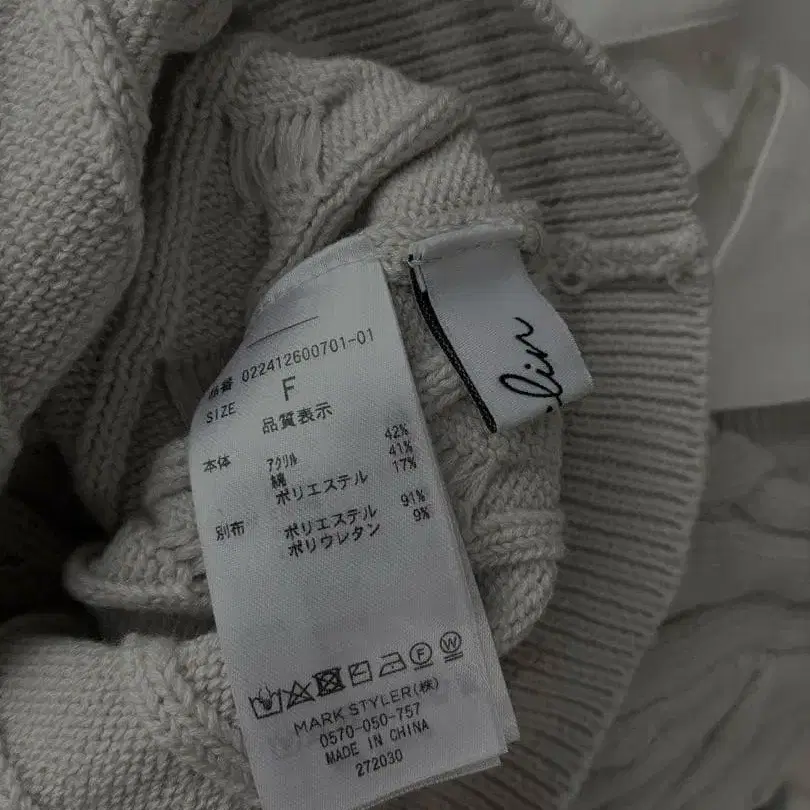 品番 022412600701-01
SIZE F
品質表示
本体 アクリル 42%
綿 41%
ポリエステル 17%
別布 ポリエステル 91%
ポリウレタン 9%
F W
MARK STYLER(株)
0570-050-757
MADE IN CHINA
272030
.lin